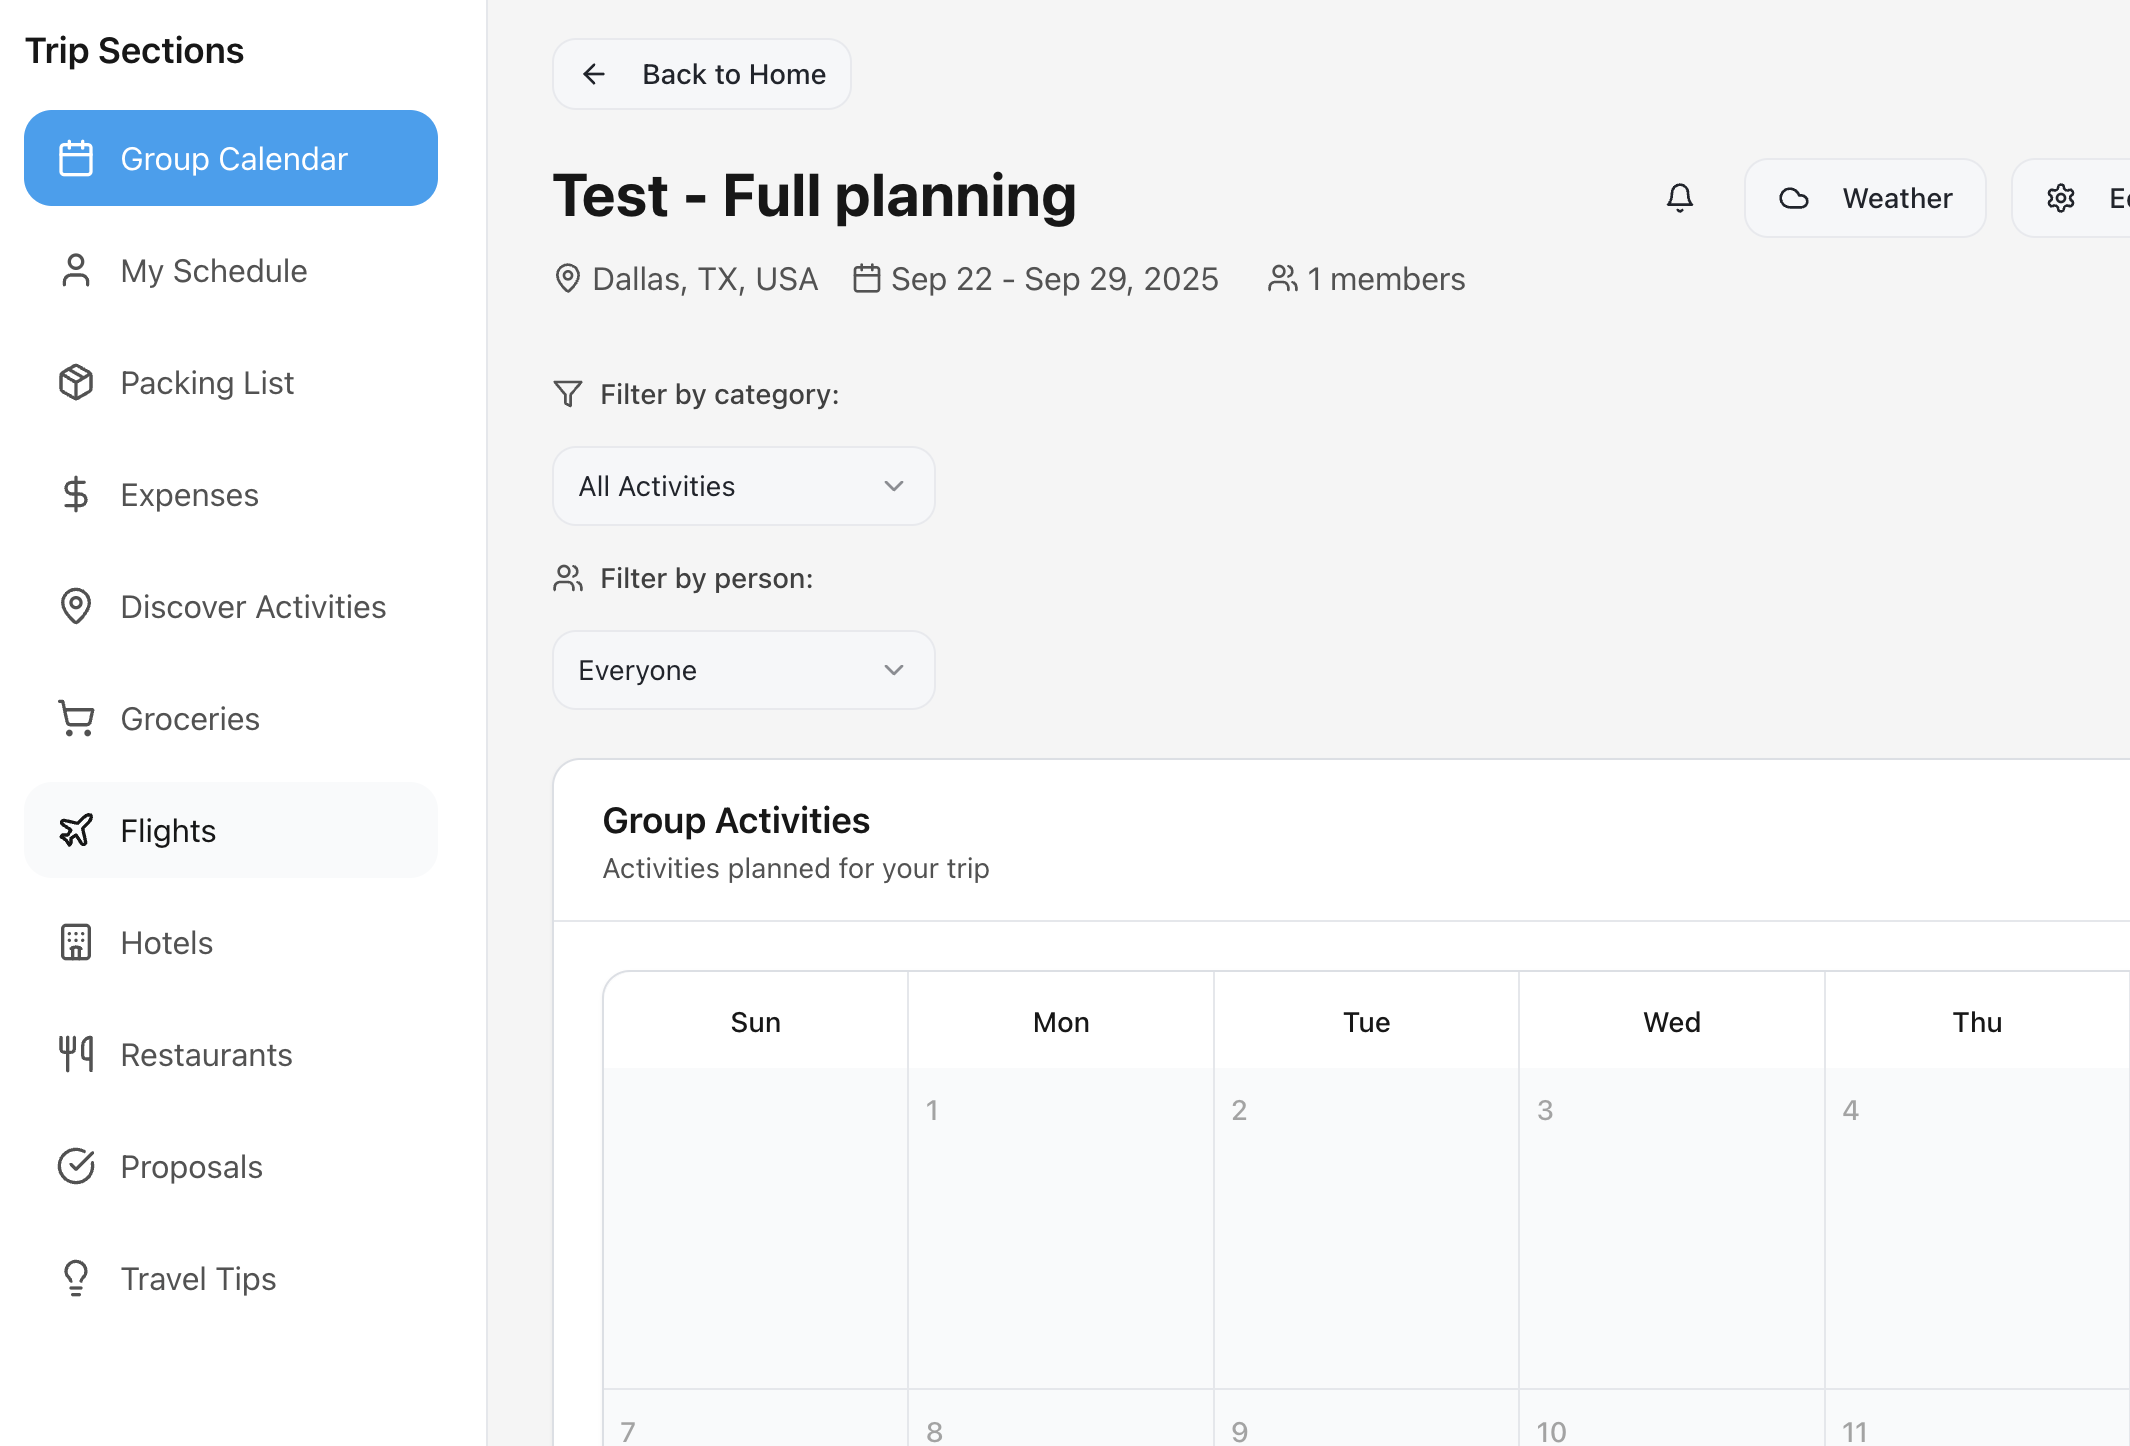 Trip Sections
Group Calendar
My Schedule
Packing List
Expenses
Discover Activities
Groceries
Flights
Hotels
Restaurants
Proposals
Travel Tips
Back to Home
Test - Full planning
Weather
Dallas, TX, USA Sep 22 - Sep 29, 2025 1 members
Filter by category:
All Activities
Filter by person:
Everyone
Group Activities
Activities planned for your trip
Sun Mon Tue Wed Thu
1 2 3 4
7 8 9 10 11